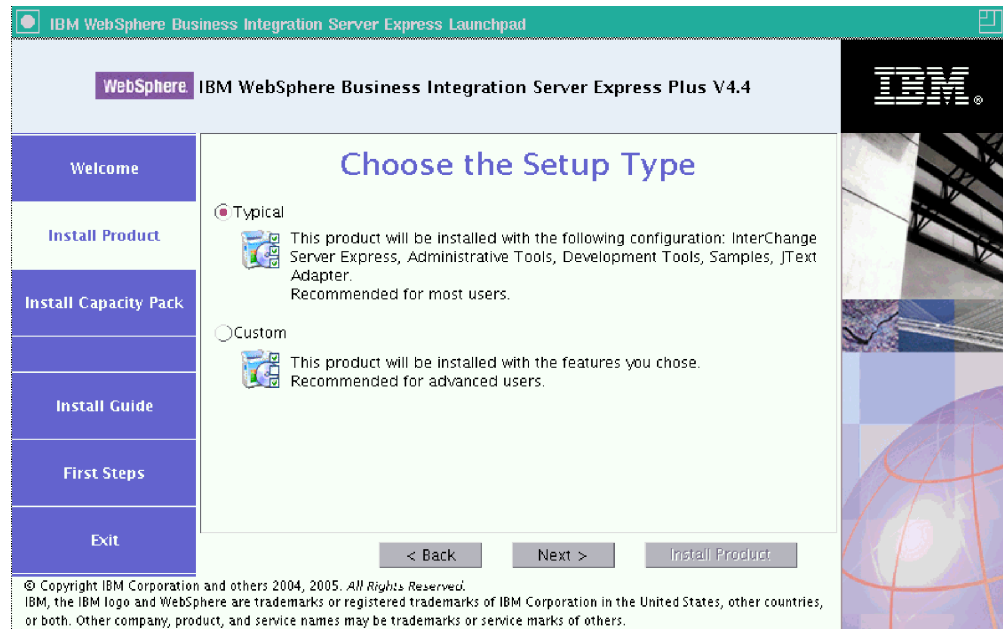 IBM WebSphere Business Integration Server Express Launchpad
WebSphere. IBM WebSphere Business Integration Server Express Plus V4.4
IBM®
Welcome
Install Product
Install Capacity Pack
Install Guide
First Steps
Exit
Choose the Setup Type
Typical
This product will be installed with the following configuration: InterChange
Server Express, Administrative Tools, Development Tools, Samples, JText
Adapter.
Recommended for most users.
Custom
This product will be installed with the features you chose.
Recommended for advanced users.
< Back
Next >
Install Product
© Copyright IBM Corporation and others 2004, 2005. All Rights Reserved.
IBM, the IBM logo and WebSphere are trademarks or registered trademarks of IBM Corporation in the United States, other countries,
or both. Other company, product, and service names may be trademarks or service marks of others.